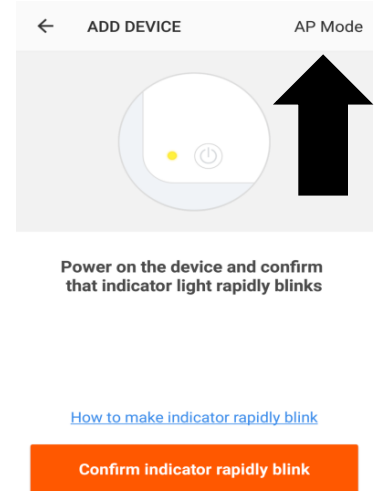 ADD DEVICE AP Mode
Power on the device and confirm
that indicator light rapidly blinks
How to make indicator rapidly blink
Confirm indicator rapidly blink